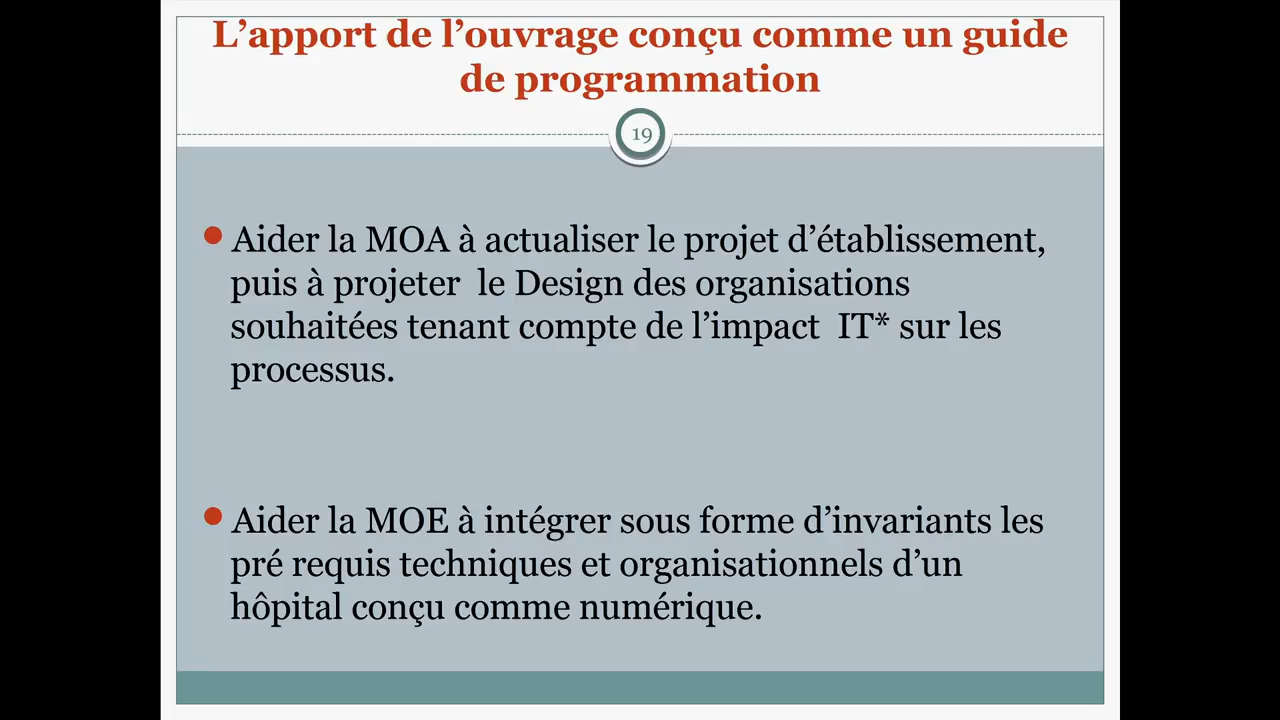 L’apport de l’ouvrage conçu comme un guide
de programmation
19
Aider la MOA à actualiser le projet d’établissement,
puis à projeter le Design des organisations
souhaitées tenant compte de l’impact IT* sur les
processus.
Aider la MOE à intégrer sous forme d’invariants les
pré requis techniques et organisationnels d’un
hôpital conçu comme numérique.